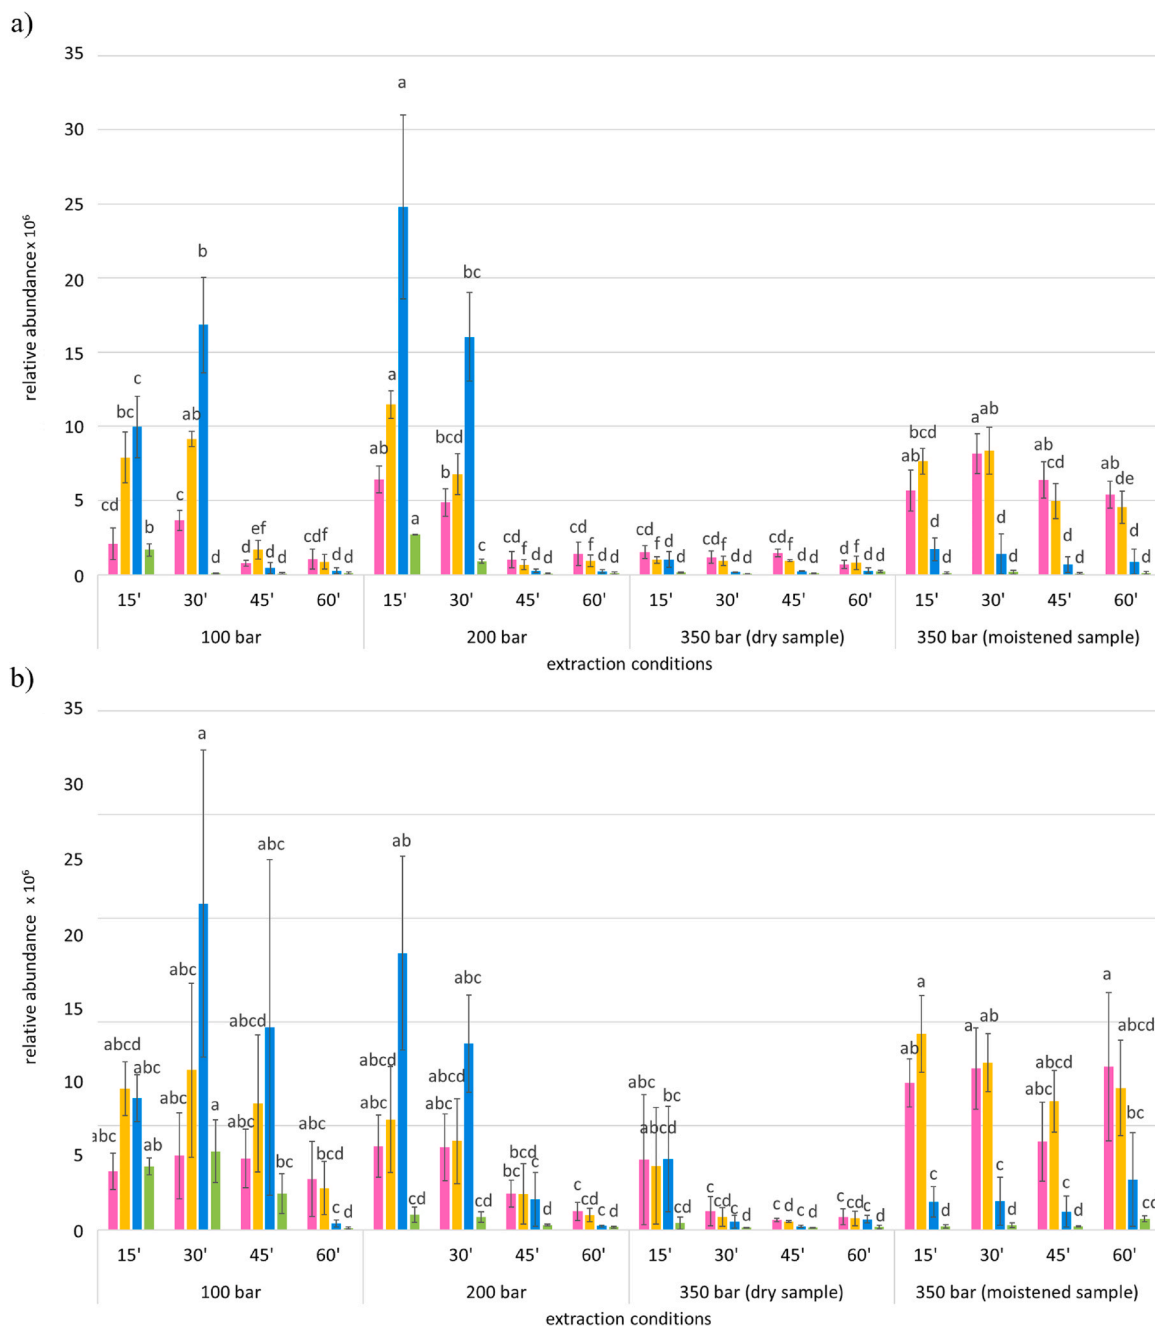 a)
35
30
25
20
15
10
5
0
relative abundance x 10⁶
cd bc c b
c ab b d
d ef d d
cd f d d
ab a a a
b bcd bc c
c f d d
cd f d d
cd f d d
cd f d d
cd f d d
d f d d
ab bcd d d
a ab d d
ab cd d d
ab de d d
15' 30' 45' 60' 15' 30' 45' 60' 15' 30' 45' 60' 15' 30' 45' 60'
100 bar 200 bar 350 bar (dry sample) 350 bar (moistened sample)
extraction conditions
b)
35
30
25
20
15
10
5
0
relative abundance x 10⁶
abc abcd abc ab
abc abc a a
abc abcd abc bc
abc bcd c d
abc abcd ab cd
abc abcd abc cd
bc bcd c d
c cd c d
abc abcd bc d
c cd c d
c d c d
c cd c d
ab a c d
a ab c d
abc abcd c d
a abcd bc cd
15' 30' 45' 60' 30' 45' 60' 15' 30' 45' 60' 15' 30' 45' 60'
100 bar 200 bar 350 bar (dry sample) 350 bar (moistened sample)
extraction conditions